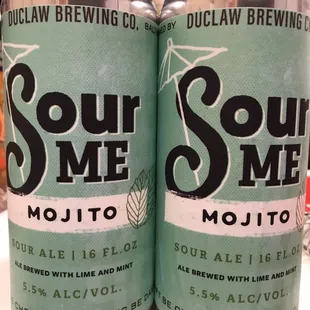 DUCLAW BREWING CO.
Sour
ME
MOJITO
SOUR ALE | 16 FL.OZ
ALE BREWED WITH LIME AND MINT
5.5% ALC/VOL.
BY
DUCLAW BREWING C
Sour
ME
MOJITO
SOUR ALE | 16 FL.OZ
ALE BREWED WITH LIME AND MINT
5.5% ALC/VOL.
BE